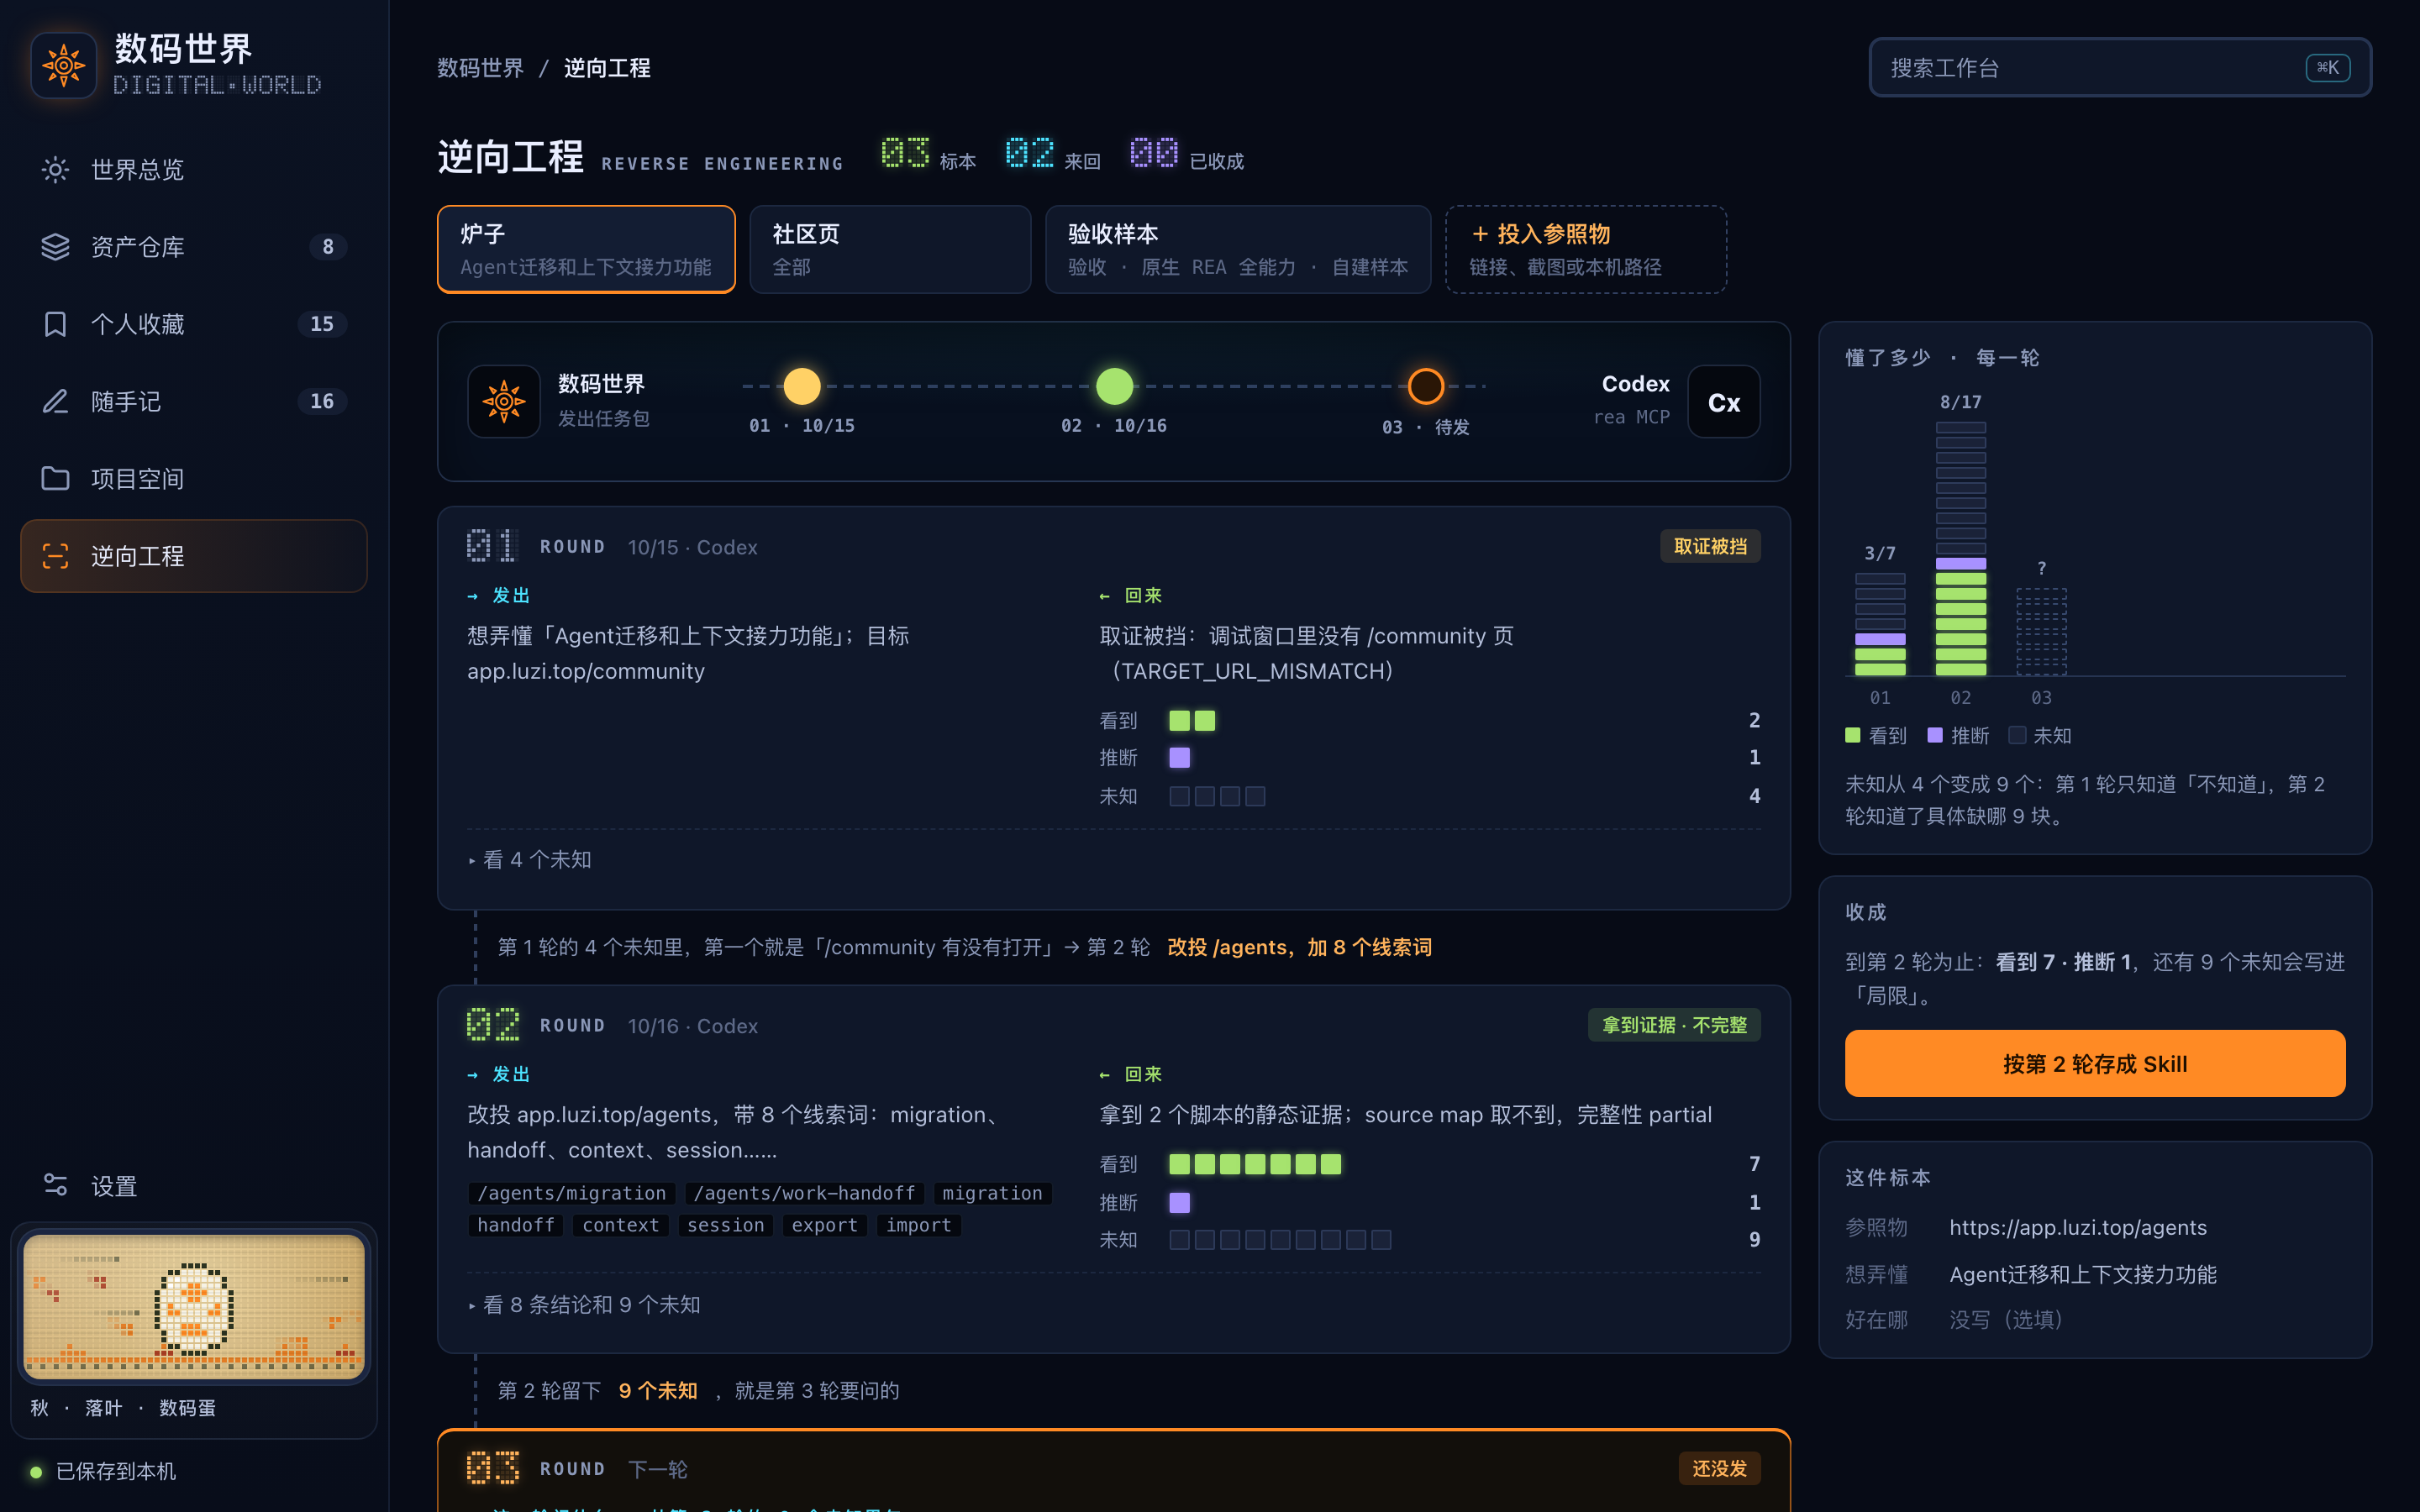 数码世界
DIGITAL·WORLD
世界总览
资产仓库 8
个人收藏 15
随手记 16
项目空间
逆向工程
设置
秋 · 落叶 · 数码蛋
已保存到本机
数码世界 / 逆向工程
搜索工作台 ⌘K
逆向工程 REVERSE ENGINEERING 03 标本 02 来回 00 已收成
炉子
Agent迁移和上下文接力功能
社区页
全部
验收样本
验收 · 原生 REA 全能力 · 自建样本
+ 投入参照物
链接、截图或本机路径
数码世界
发出任务包
01 · 10/15
02 · 10/16
03 · 待发
Codex
rea MCP
Cx
01 ROUND 10/15 · Codex 取证被挡
→ 发出
想弄懂「Agent迁移和上下文接力功能」；目标
app.luzi.top/community
← 回来
取证被挡：调试窗口里没有 /community 页
（TARGET_URL_MISMATCH）
看到 2
推断 1
未知 4
▸ 看 4 个未知
第 1 轮的 4 个未知里，第一个就是「/community 有没有打开」→ 第 2 轮 改投 /agents，加 8 个线索词
02 ROUND 10/16 · Codex 拿到证据 · 不完整
→ 发出
改投 app.luzi.top/agents，带 8 个线索词：migration、
handoff、context、session……
/agents/migration /agents/work-handoff migration
handoff context session export import
← 回来
拿到 2 个脚本的静态证据；source map 取不到，完整性 partial
看到 7
推断 1
未知 9
▸ 看 8 条结论和 9 个未知
第 2 轮留下 9 个未知 ，就是第 3 轮要问的
03 ROUND 下一轮 还没发
懂了多少 · 每一轮
8/17
3/7
?
01 02 03
看到 推断 未知
未知从 4 个变成 9 个：第 1 轮只知道「不知道」，第 2
轮知道了具体缺哪 9 块。
收成
到第 2 轮为止：看到 7 · 推断 1，还有 9 个未知会写进
「局限」。
按第 2 轮存成 Skill
这件标本
参照物 https://app.luzi.top/agents
想弄懂 Agent迁移和上下文接力功能
好在哪 没写（选填）